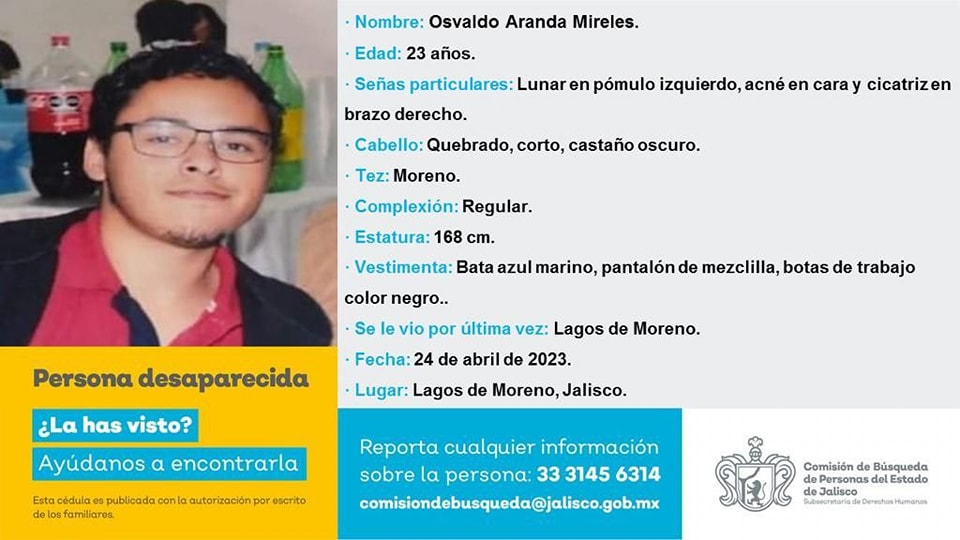 · Nombre: Osvaldo Aranda Mireles.
· Edad: 23 años.
· Señas particulares: Lunar en pómulo izquierdo, acné en cara y cicatriz en
brazo derecho.
· Cabello: Quebrado, corto, castaño oscuro.
· Tez: Moreno.
· Complexión: Regular.
· Estatura: 168 cm.
· Vestimenta: Bata azul marino, pantalón de mezclilla, botas de trabajo
color negro..
· Se le vio por última vez: Lagos de Moreno.
· Fecha: 24 de abril de 2023.
· Lugar: Lagos de Moreno, Jalisco.
Persona desaparecida
¿La has visto?
Ayúdanos a encontrarla
Esta cédula es publicada con la autorización por escrito
de los familiares.
Reporta cualquier información
sobre la persona: 33 3145 6314
comisiondebusqueda@jalisco.gob.mx
Comisión de Búsqueda
de Personas del Estado
de Jalisco
Subsecretaría de Derechos Humanos